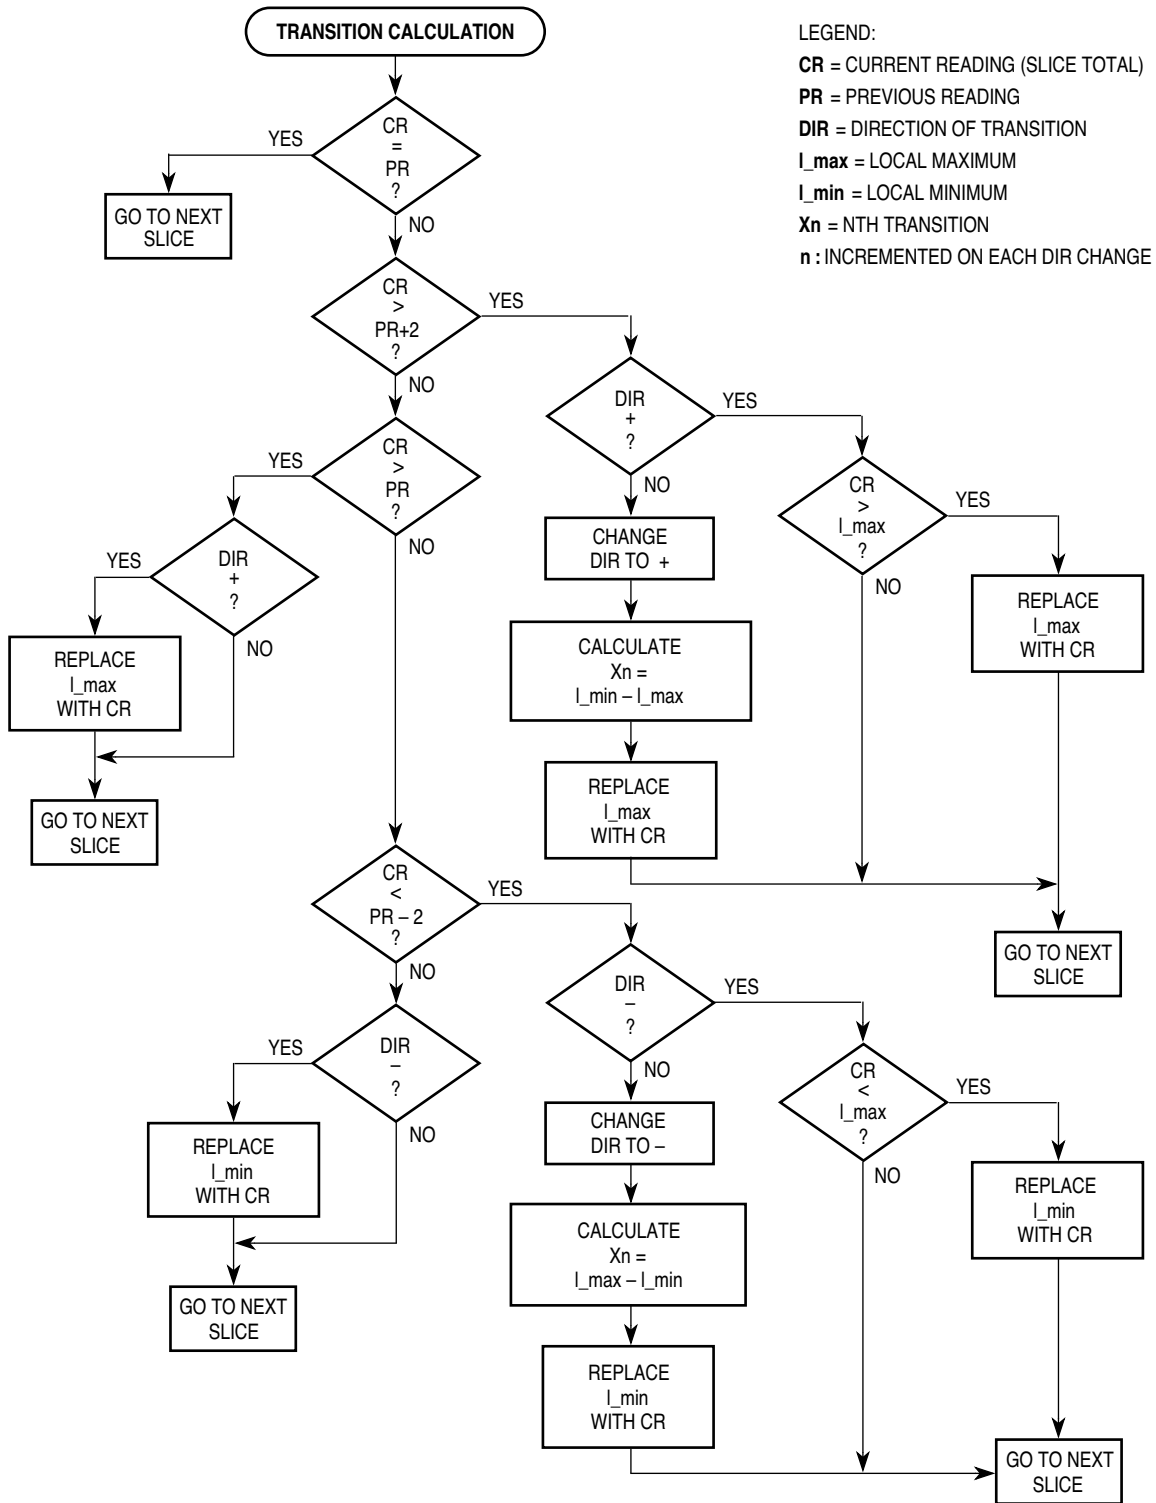 TRANSITION CALCULATION
LEGEND:
CR = CURRENT READING (SLICE TOTAL)
PR = PREVIOUS READING
DIR = DIRECTION OF TRANSITION
l_max = LOCAL MAXIMUM
l_min = LOCAL MINIMUM
Xn = NTH TRANSITION
n : INCREMENTED ON EACH DIR CHANGE
CR
=
PR
?
YES
GO TO NEXT
SLICE
NO
CR
>
PR+2
?
YES
NO
DIR
+
?
YES
NO
CR
>
l_max
?
YES
NO
REPLACE
l_max
WITH CR
CHANGE
DIR TO +
CALCULATE
Xn =
l_min – l_max
REPLACE
l_max
WITH CR
GO TO NEXT
SLICE
CR
>
PR
?
YES
NO
DIR
+
?
YES
NO
REPLACE
l_max
WITH CR
GO TO NEXT
SLICE
CR
<
PR – 2
?
YES
NO
DIR
–
?
YES
NO
CR
<
l_max
?
YES
NO
REPLACE
l_min
WITH CR
CHANGE
DIR TO –
CALCULATE
Xn =
l_max – l_min
REPLACE
l_min
WITH CR
GO TO NEXT
SLICE
DIR
–
?
YES
NO
REPLACE
l_min
WITH CR
GO TO NEXT
SLICE